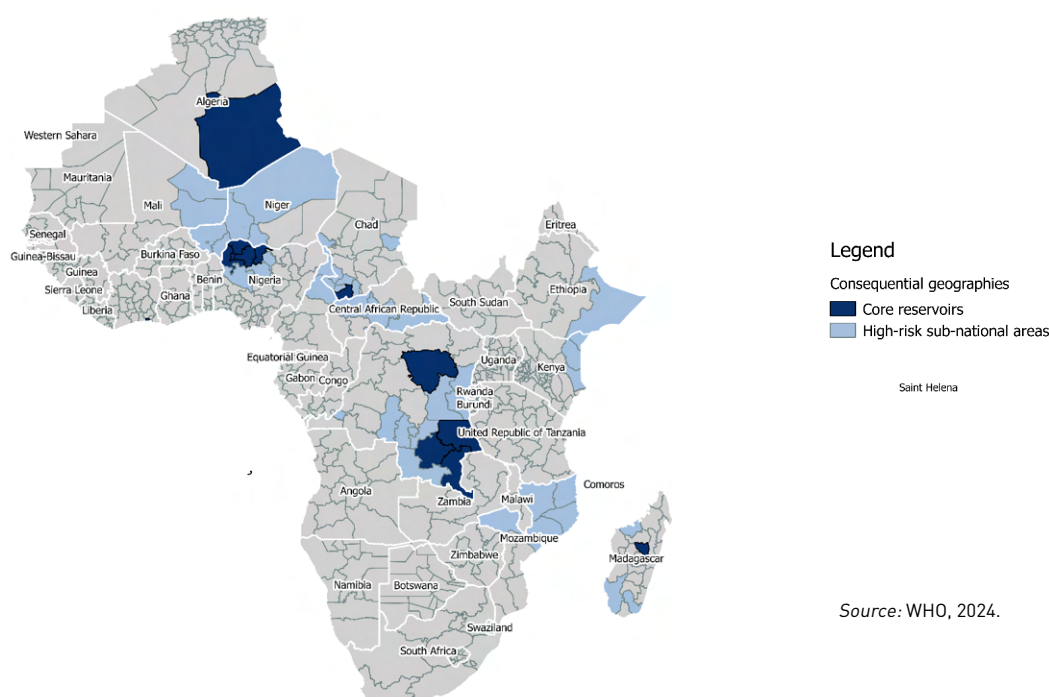 Algeria
Western Sahara
Mauritania
Mali
Niger
Chad
Eritrea
Senegal
Guinea-Bissau
Burkina Faso
Guinea
Benin
Nigeria
Ethiopia
Sierra Leone
Ghana
Liberia
South Sudan
Central African Republic
Equatorial Guinea
Uganda
Kenya
Gabon
Congo
Rwanda
Burundi
United Republic of Tanzania
Angola
Zambia
Malawi
Comoros
Mozambique
Zimbabwe
Madagascar
Namibia
Botswana
Swaziland
South Africa
Legend
Consequential geographies
Core reservoirs
High-risk sub-national areas
Saint Helena
Source: WHO, 2024.